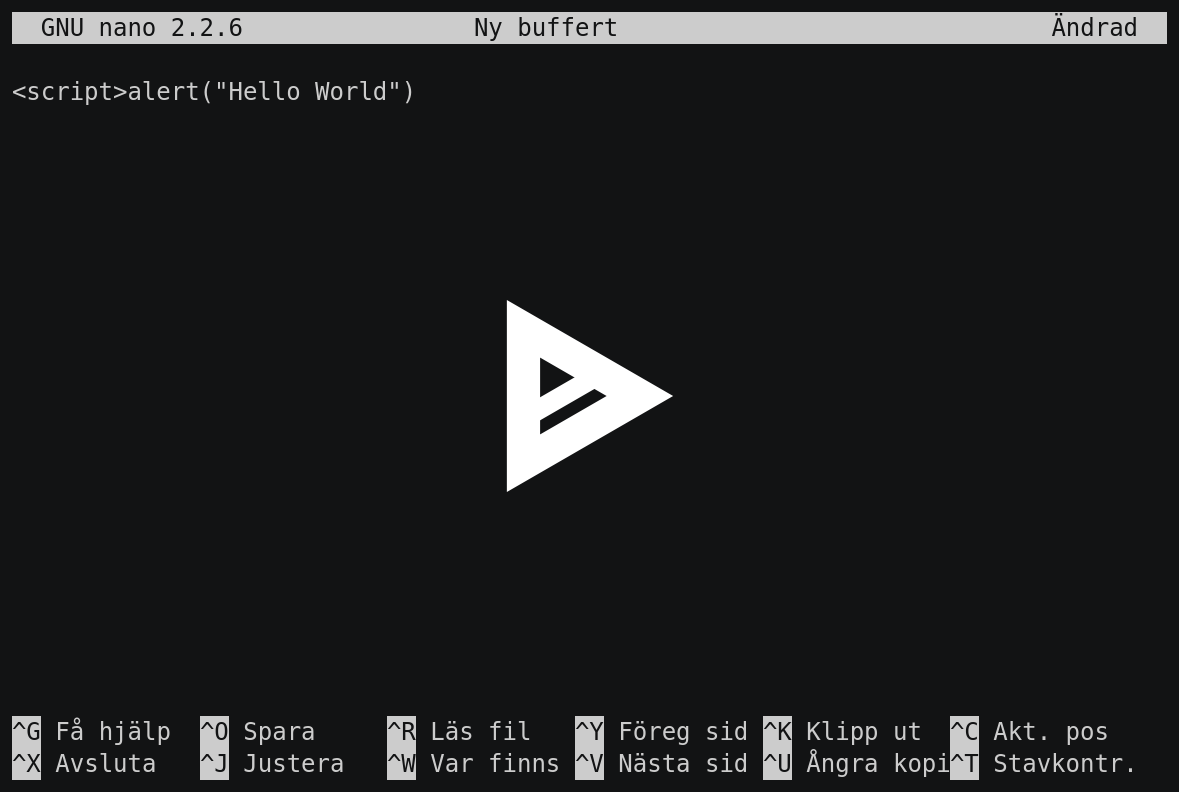 GNU nano 2.2.6 Ny buffert Ändrad
<script>alert("Hello World")
^G Få hjälp ^O Spara ^R Läs fil ^Y Föreg sid ^K Klipp ut ^C Akt. pos
^X Avsluta ^J Justera ^W Var finns ^V Nästa sid ^U Ångra kopi^T Stavkontr.